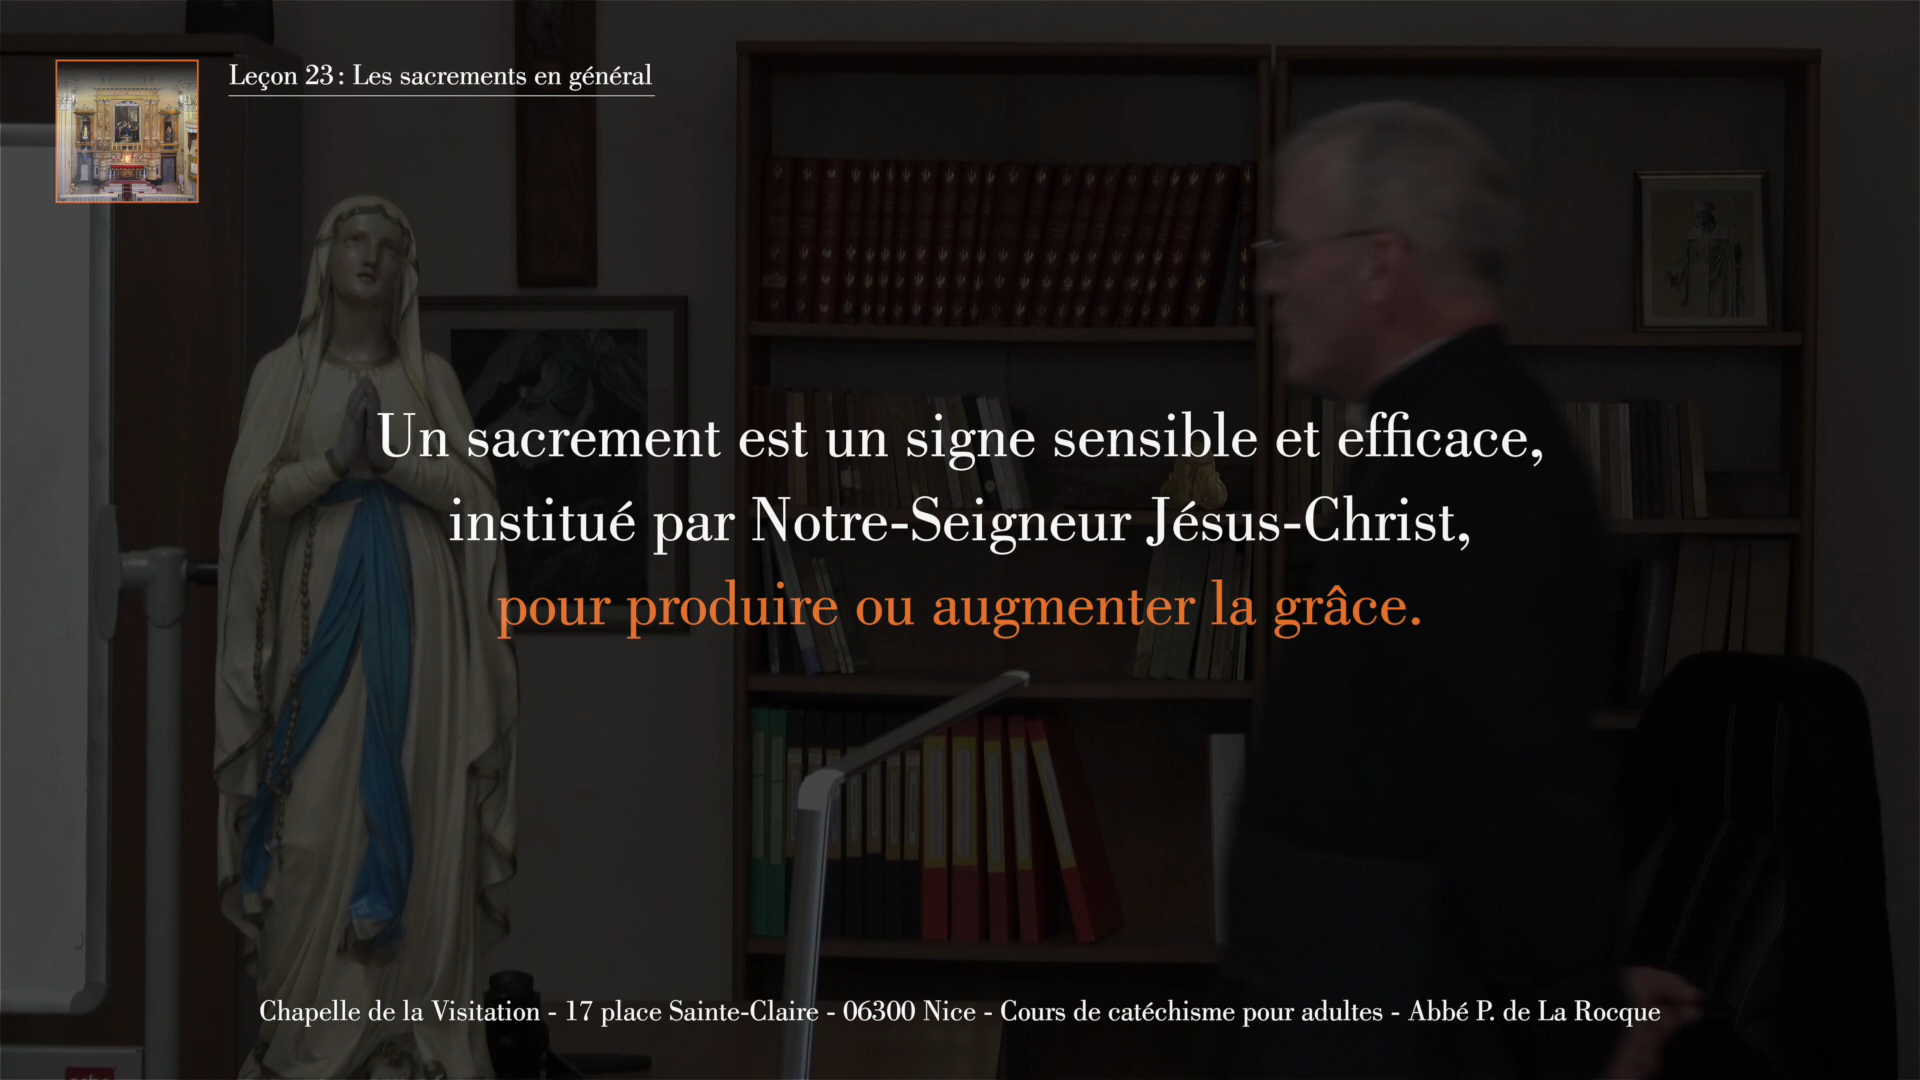 Leçon 23 : Les sacrements en général
Un sacrement est un signe sensible et efficace,
institué par Notre-Seigneur Jésus-Christ,
pour produire ou augmenter la grâce.
Chapelle de la Visitation - 17 place Sainte-Claire - 06300 Nice - Cours de catéchisme pour adultes - Abbé P. de La Rocque